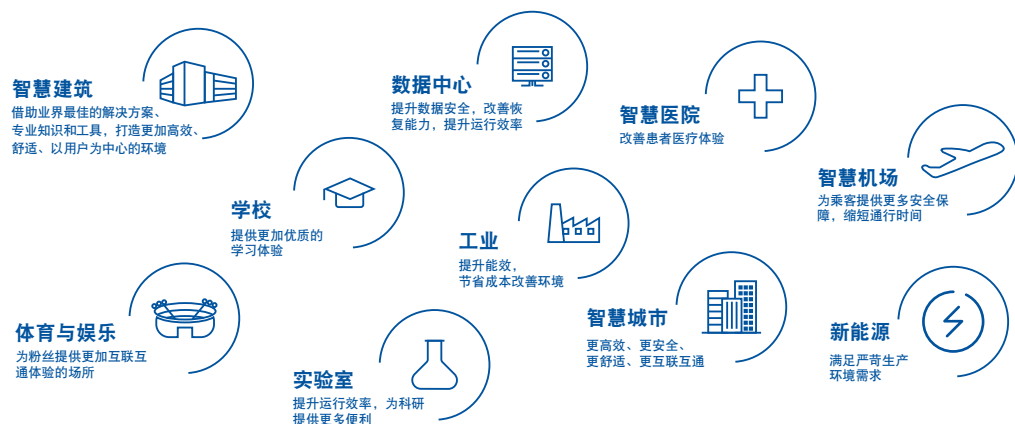 智慧建筑
借助业界最佳的解决方案、
专业知识和工具，打造更加高效、
舒适、以用户为中心的环境
数据中心
提升数据安全，改善恢
复能力，提升运行效率
智慧医院
改善患者医疗体验
智慧机场
为乘客提供更多安全保
障，缩短通行时间
学校
提供更加优质的
学习体验
工业
提升能效，
节省成本改善环境
体育与娱乐
为粉丝提供更加互联互
通体验的场所
实验室
提升运行效率，为科研
提供更多便利
智慧城市
更高效、更安全、
更舒适、更互联互通
新能源
满足严苛生产
环境需求